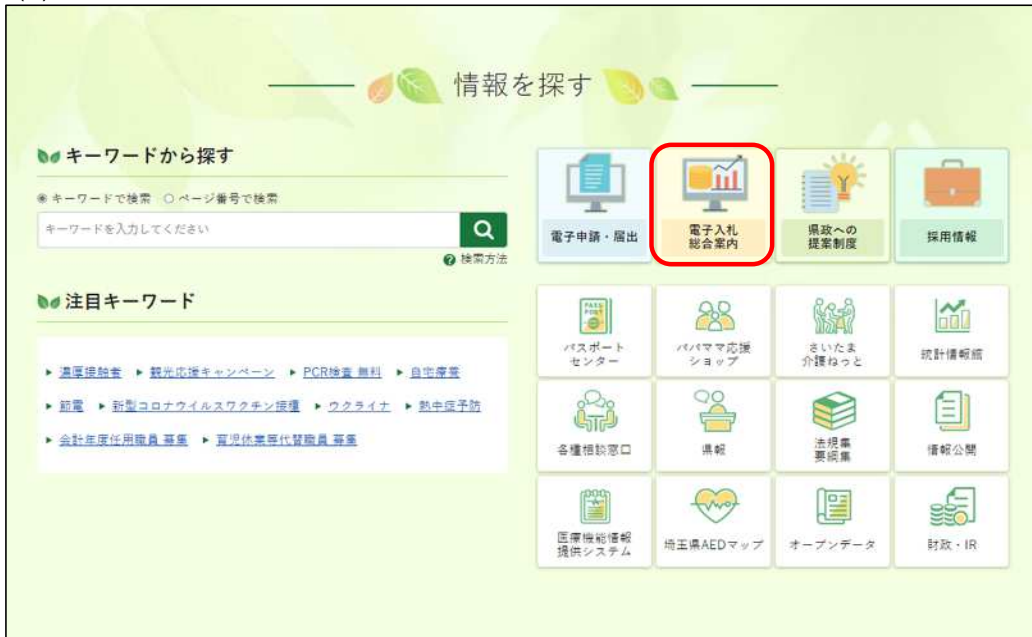 情報を探す
キーワードから探す
キーワードで検索 ページ番号で検索
キーワードを入力してください
検索方法
注目キーワード
濃厚接触者 観光応援キャンペーン PCR検査 無料 自宅療養
節電 新型コロナウイルスワクチン接種 ウクライナ 熱中症予防
会計年度任用職員 募集 育児休業等代替職員 募集
電子申請・届出
電子入札
総合案内
県政への
提案制度
採用情報
PASS
PORT
パスポート
センター
パパママ応援
ショップ
さいたま
介護ねっと
統計情報館
各種相談窓口
県報
法規集
要綱集
情報公開
医療機能情報
提供システム
埼玉県AEDマップ
オープンデータ
財政・IR